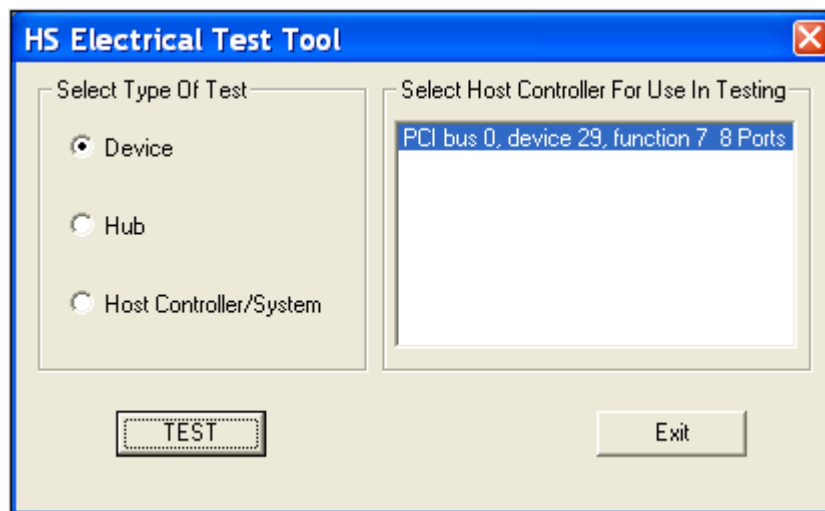 HS Electrical Test Tool
Select Type Of Test
Device
Hub
Host Controller/System
Select Host Controller For Use In Testing
PCI bus 0, device 29, function 7  8 Ports
TEST
Exit